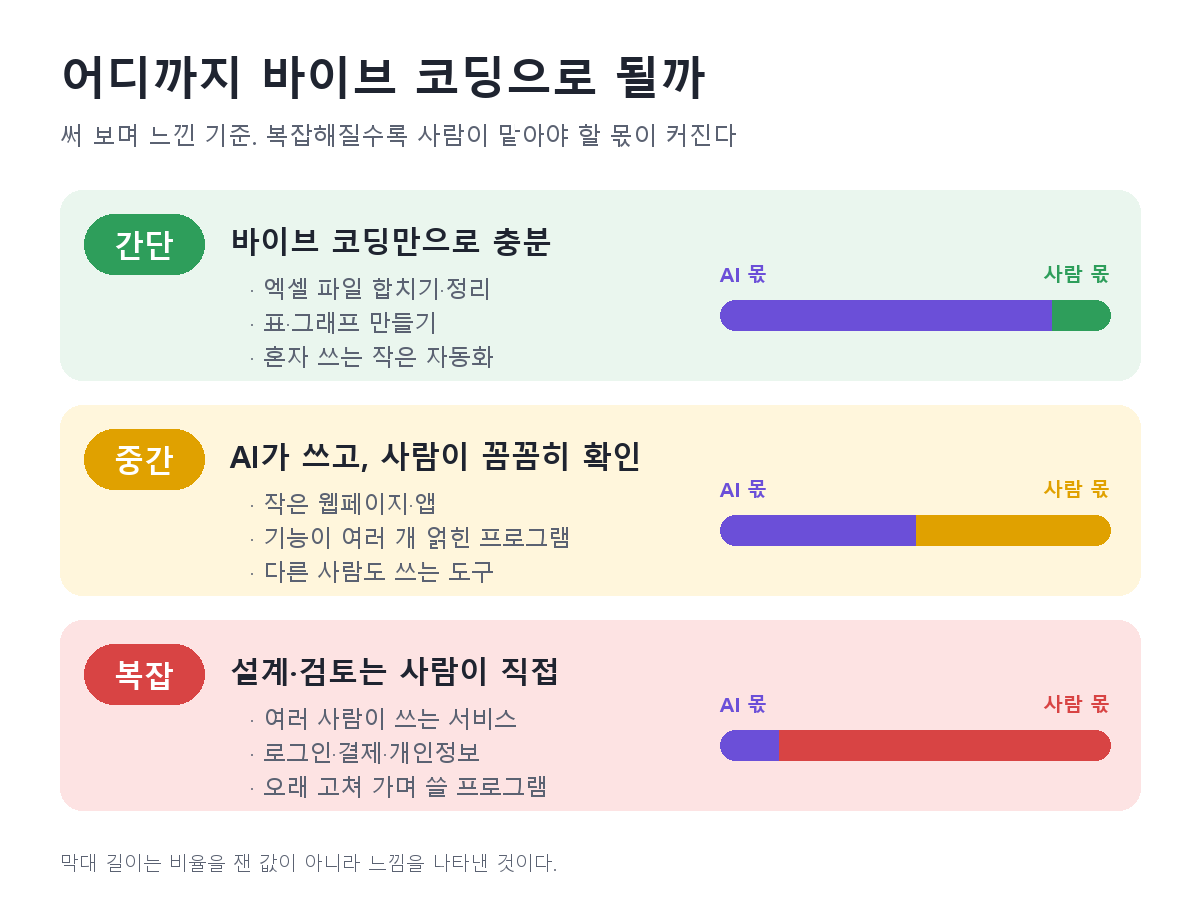 어디까지 바이브 코딩으로 될까
써 보며 느낀 기준. 복잡해질수록 사람이 맡아야 할 몫이 커진다
간단
바이브 코딩만으로 충분
· 엑셀 파일 합치기·정리
· 표·그래프 만들기
· 혼자 쓰는 작은 자동화
AI 몫
사람 몫
중간
AI가 쓰고, 사람이 꼼꼼히 확인
· 작은 웹페이지·앱
· 기능이 여러 개 얽힌 프로그램
· 다른 사람도 쓰는 도구
AI 몫
사람 몫
복잡
설계·검토는 사람이 직접
· 여러 사람이 쓰는 서비스
· 로그인·결제·개인정보
· 오래 고쳐 가며 쓸 프로그램
AI 몫
사람 몫
막대 길이는 비율을 잰 값이 아니라 느낌을 나타낸 것이다.